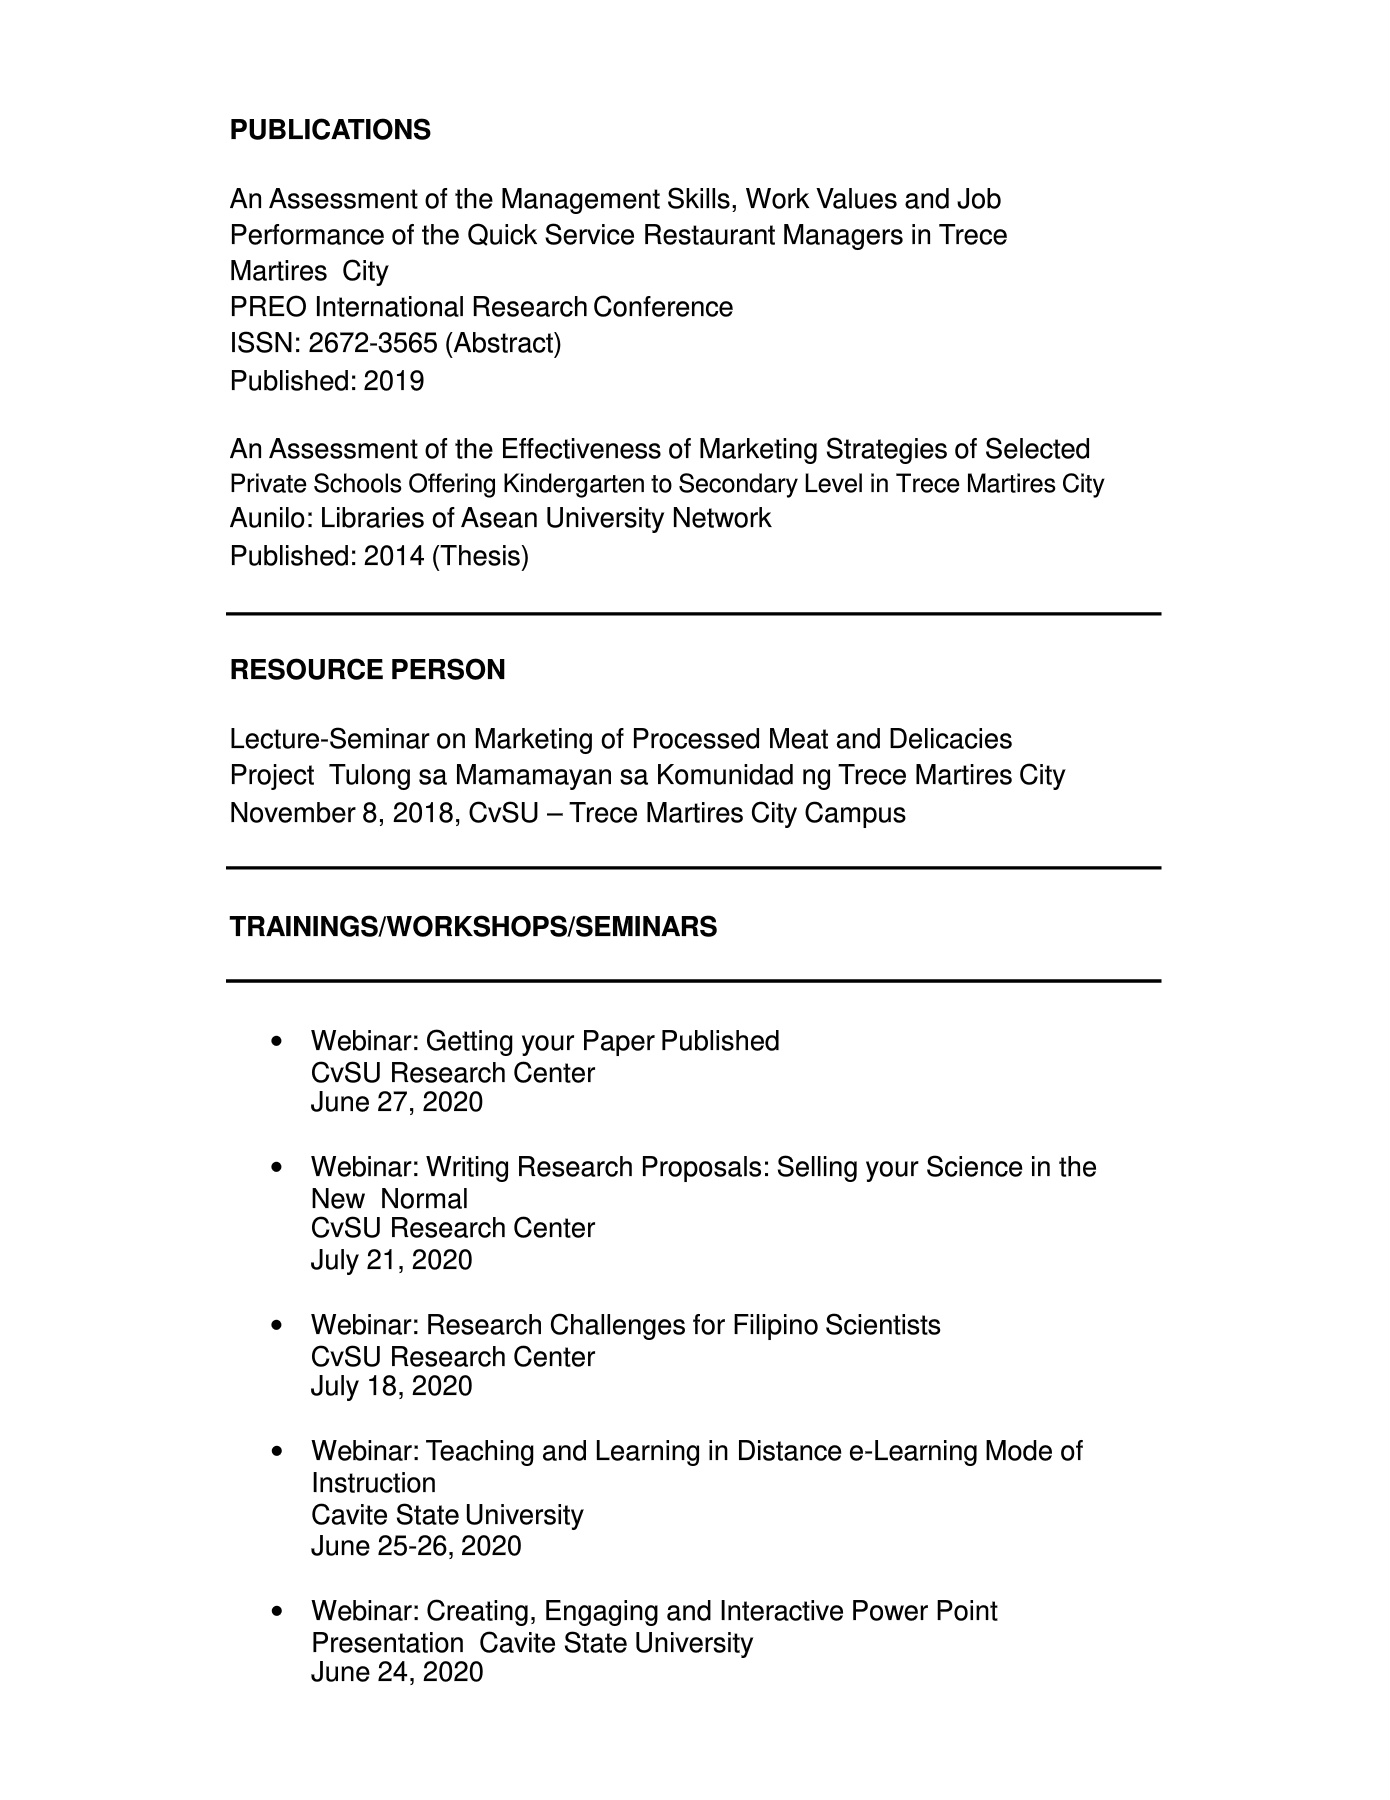 PUBLICATIONS
An Assessment of the Management Skills, Work Values and Job
Performance of the Quick Service Restaurant Managers in Trece
Martires  City
PREO International Research Conference
ISSN: 2672-3565 (Abstract)
Published: 2019
An Assessment of the Effectiveness of Marketing Strategies of Selected
Private Schools Offering Kindergarten to Secondary Level in Trece Martires City
Aunilo: Libraries of Asean University Network
Published: 2014 (Thesis)
RESOURCE PERSON
Lecture-Seminar on Marketing of Processed Meat and Delicacies
Project  Tulong sa Mamamayan sa Komunidad ng Trece Martires City
November 8, 2018, CvSU – Trece Martires City Campus
TRAININGS/WORKSHOPS/SEMINARS
• Webinar: Getting your Paper Published
CvSU Research Center
June 27, 2020
• Webinar: Writing Research Proposals: Selling your Science in the
New  Normal
CvSU Research Center
July 21, 2020
• Webinar: Research Challenges for Filipino Scientists
CvSU Research Center
July 18, 2020
• Webinar: Teaching and Learning in Distance e-Learning Mode of
Instruction
Cavite State University
June 25-26, 2020
• Webinar: Creating, Engaging and Interactive Power Point
Presentation  Cavite State University
June 24, 2020